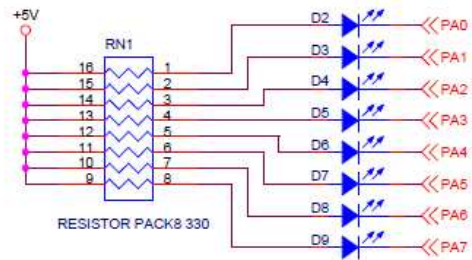 +5V
RN1
D2 PA0
D3 PA1
D4 PA2
D5 PA3
D6 PA4
D7 PA5
D8 PA6
D9 PA7
16 1
15 2
14 3
13 4
12 5
11 6
10 7
9 8
RESISTOR PACK8 330